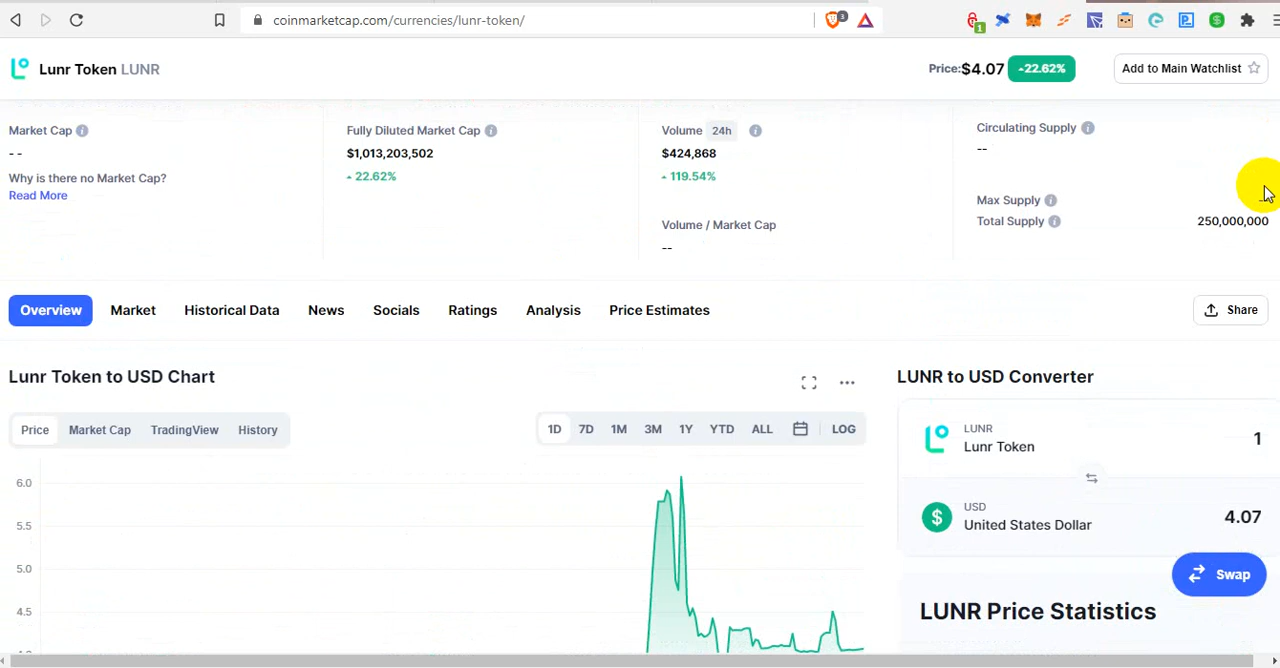 coinmarketcap.com/currencies/lunr-token/
3
1
Lunr Token LUNR
Price: $4.07 22.62%
Add to Main Watchlist
Market Cap
- -
Why is there no Market Cap?
Read More
Fully Diluted Market Cap
$1,013,203,502
22.62%
Volume 24h
$424,868
119.54%
Volume / Market Cap
--
Circulating Supply
--
Max Supply
--
Total Supply
250,000,000
Overview
Market
Historical Data
News
Socials
Ratings
Analysis
Price Estimates
Share
Lunr Token to USD Chart
Price
Market Cap
TradingView
History
1D
7D
1M
3M
1Y
YTD
ALL
LOG
6.0
5.5
5.0
4.5
LUNR to USD Converter
LUNR
Lunr Token
1
USD
United States Dollar
4.07
Swap
LUNR Price Statistics